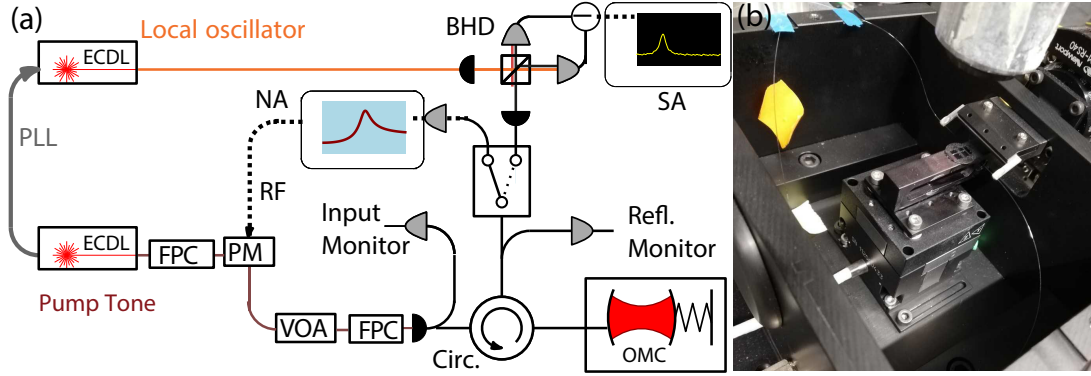 (a)
Local oscillator
BHD
ECDL
NA
SA
PLL
RF
Input
Monitor
Refl.
Monitor
ECDL
FPC
PM
Pump Tone
VOA
FPC
Circ.
OMC
(b)
Newport